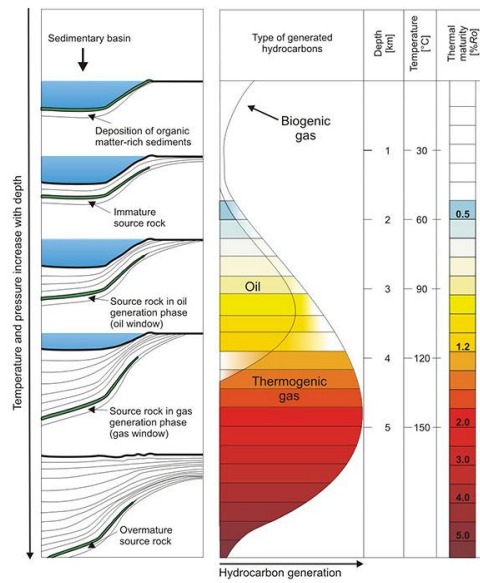 Temperature and pressure increase with depth
Sedimentary basin
Deposition of organic
matter-rich sediments
Immature
source rock
Source rock in oil
generation phase
(oil window)
Source rock in gas
generation phase
(gas window)
Overmature
source rock
Type of generated
hydrocarbons
Biogenic
gas
Oil
Thermogenic
gas
Hydrocarbon generation
Depth
[km]
1
2
3
4
5
Temperature
[°C]
30
60
90
120
150
Thermal
maturity
[%Ro]
0.5
1.2
2.0
3.0
4.0
5.0